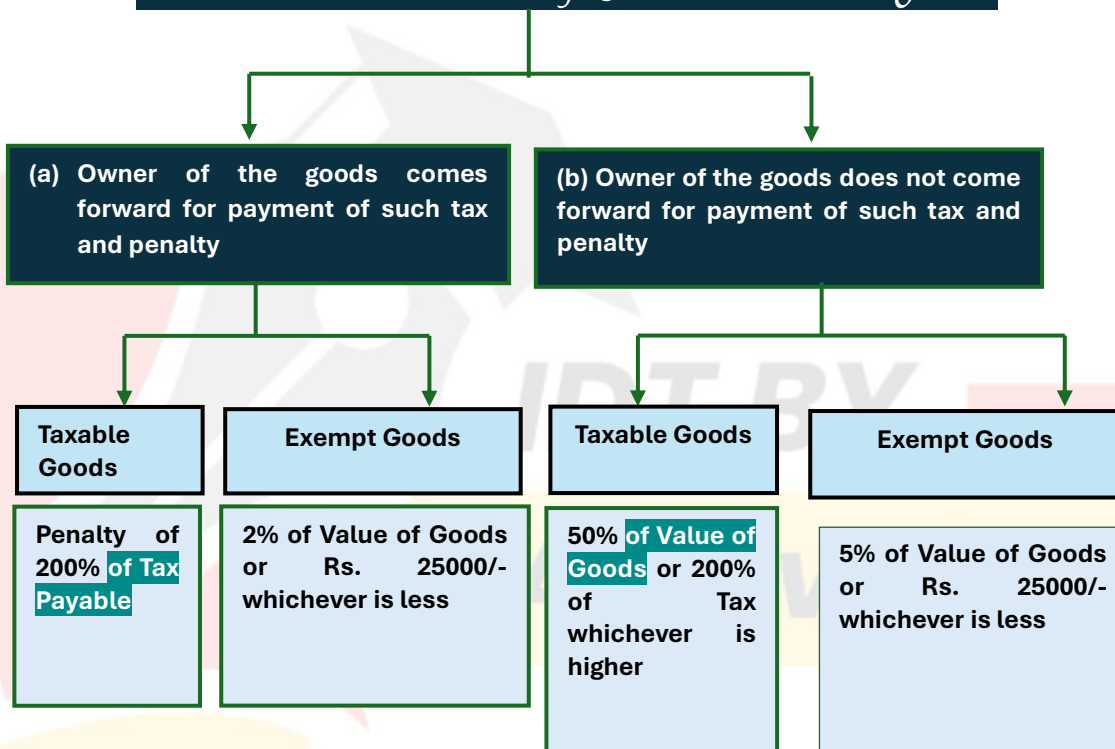 (a) Owner of the goods comes
forward for payment of such tax
and penalty
(b) Owner of the goods does not come
forward for payment of such tax and
penalty
IDT BY
Taxable
Goods
Exempt Goods
Taxable Goods
Exempt Goods
Penalty of
200% of Tax
Payable
2% of Value of Goods
or Rs. 25000/-
whichever is less
50% of Value of
Goods or 200%
of Tax
whichever is
higher
5% of Value of Goods
or Rs. 25000/-
whichever is less